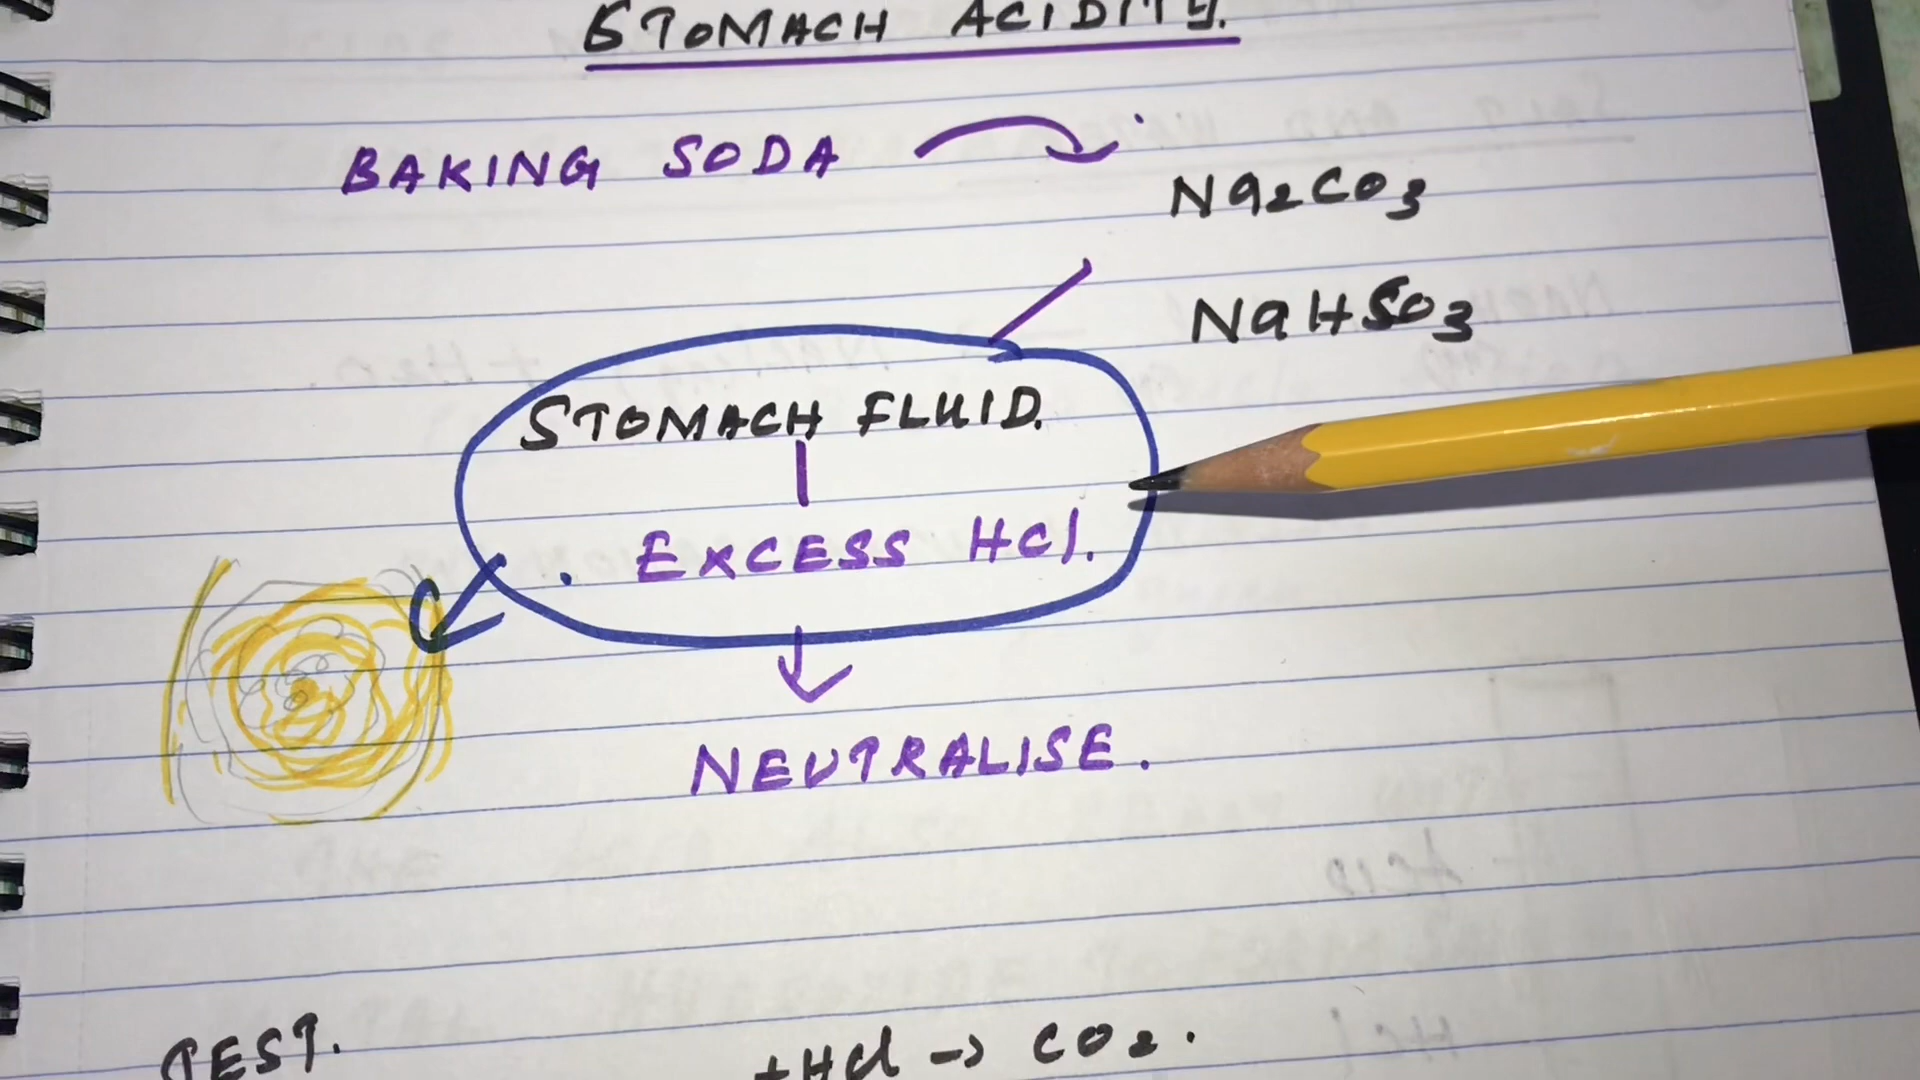 STOMACH ACIDITY.
BAKING SODA
Na2CO3
NaHSO3
STOMACH FLUID.
EXCESS HCl.
NEUTRALISE.
TEST.
+HCl → CO2.